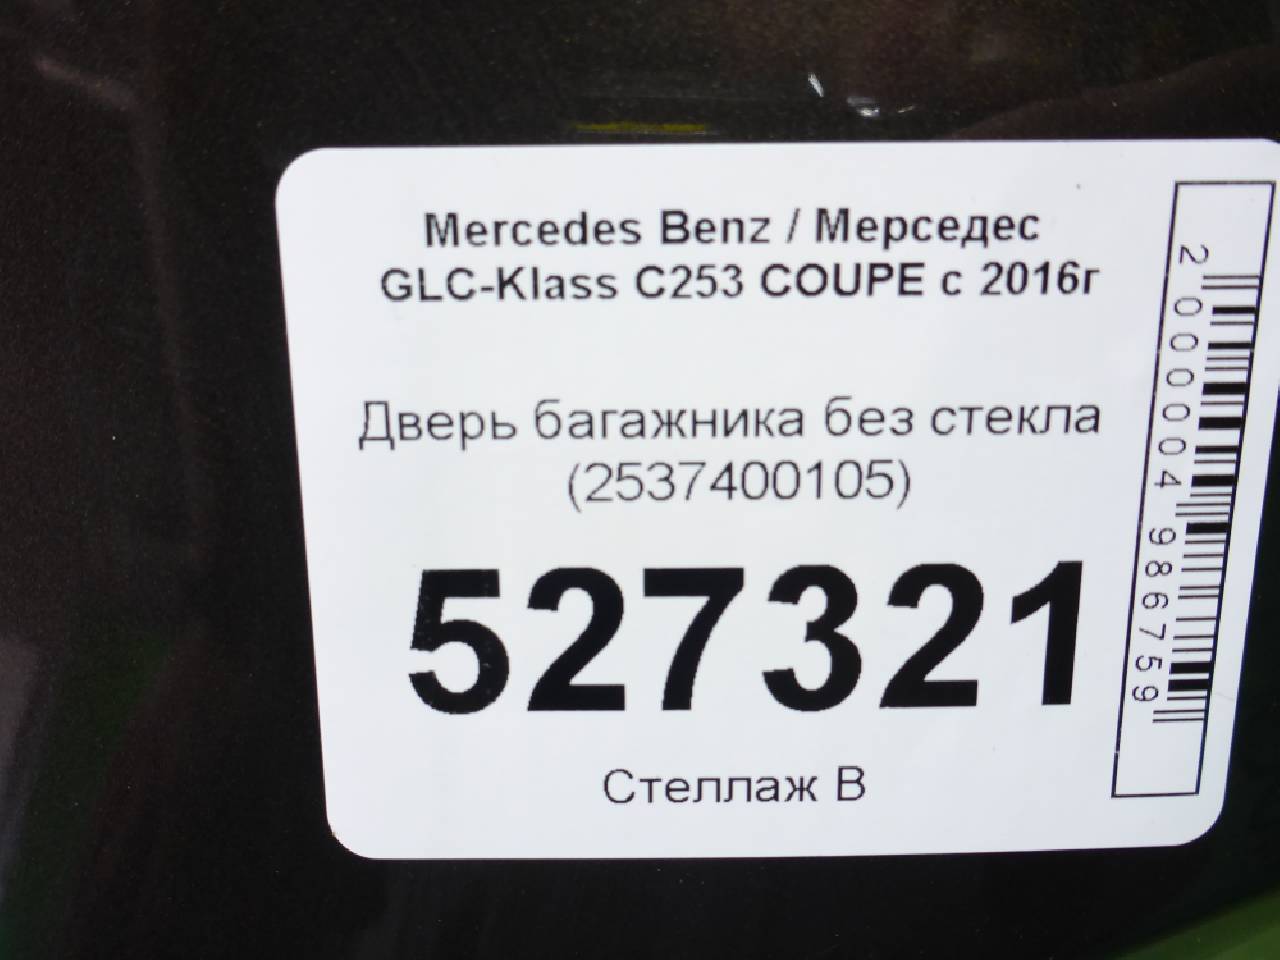 Mercedes Benz / Мерседес
GLC-Klass C253 COUPE с 2016г
Дверь багажника без стекла
(2537400105)
527321
Стеллаж В
2000004986759